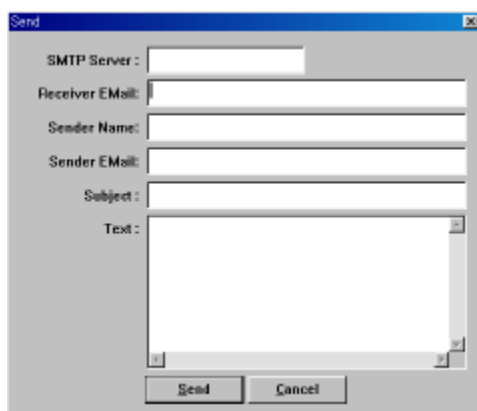 Send
SMTP Server :
Receiver EMail:
Sender Name:
Sender EMail:
Subject :
Text :
Send Cancel